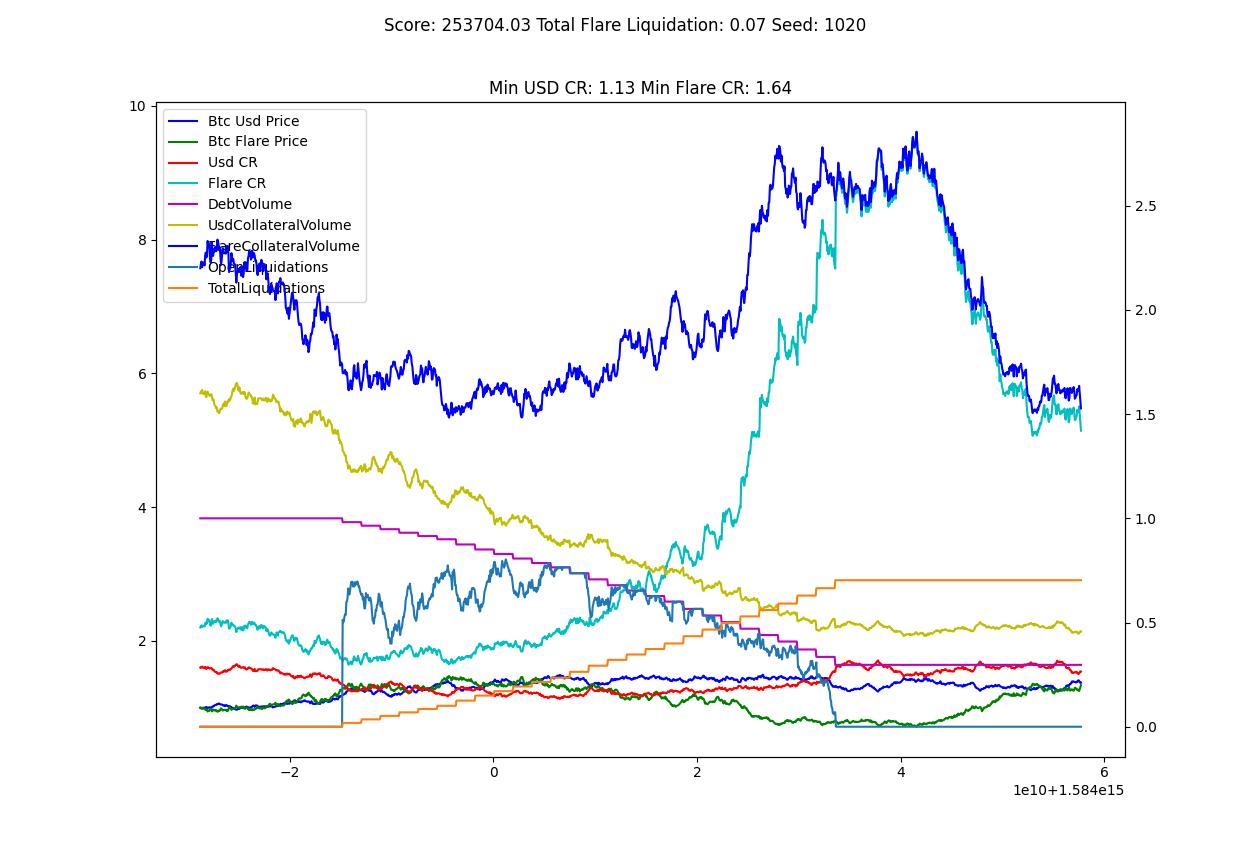 Score: 253704.03 Total Flare Liquidation: 0.07 Seed: 1020
Min USD CR: 1.13 Min Flare CR: 1.64
Btc Usd Price
Btc Flare Price
Usd CR
Flare CR
DebtVolume
UsdCollateralVolume
FlareCollateralVolume
OpenLiquidations
TotalLiquidations
10
8
6
4
2
2.5
2.0
1.5
1.0
0.5
0.0
−2
0
2
4
6
1e10+1.584e15